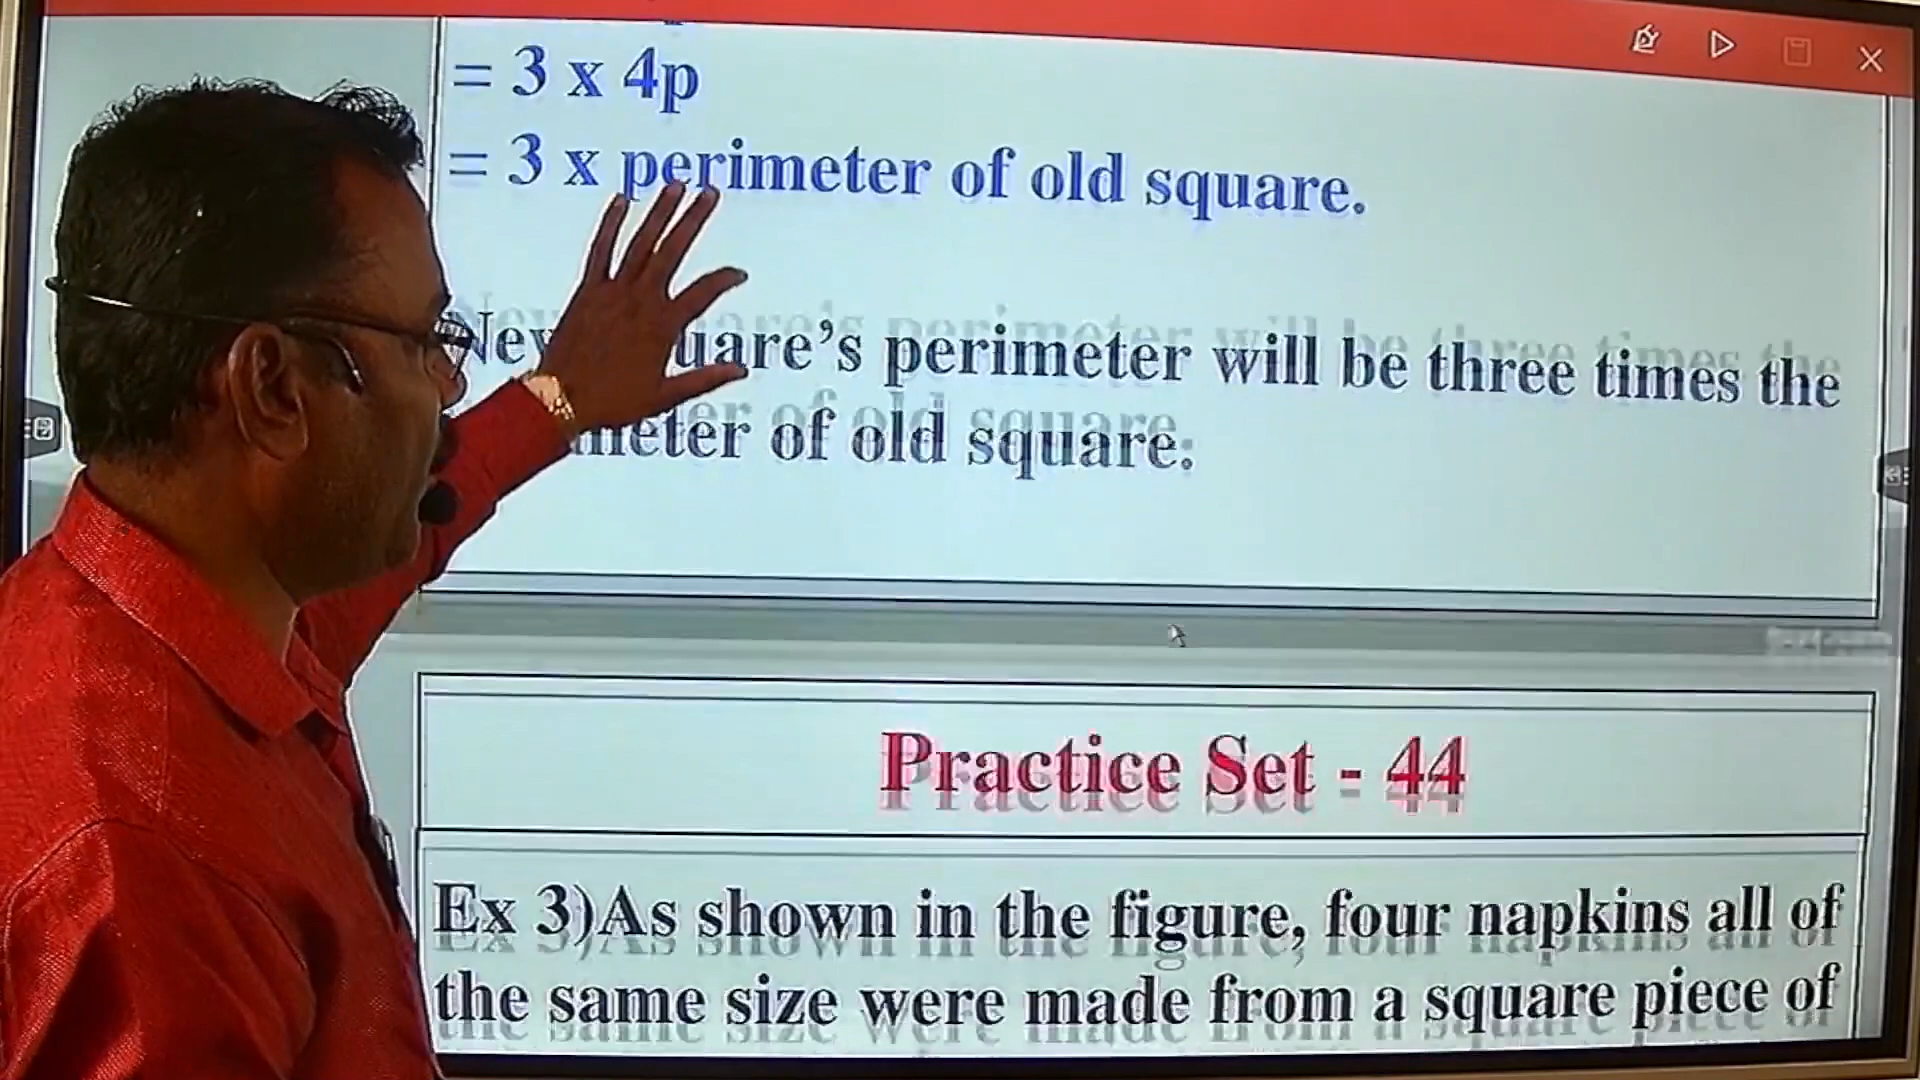 = 3 x 4p
= 3 x perimeter of old square.
uare’s perimeter will be three times the
meter of old square.
Practice Set - 44
Ex 3)As shown in the figure, four napkins all of
the same size were made from a square piece of